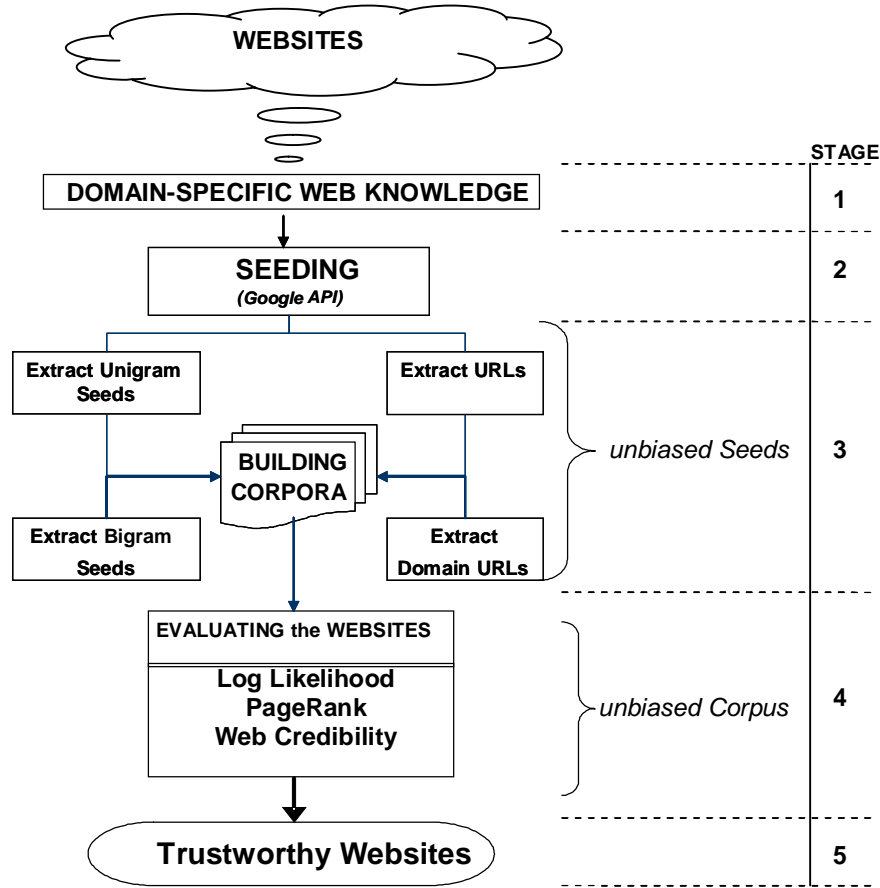 WEBSITES
STAGE
DOMAIN-SPECIFIC WEB KNOWLEDGE
1
SEEDING
(Google API)
2
Extract Unigram
Seeds
Extract URLs
BUILDING
CORPORA
unbiased Seeds
3
Extract Bigram
Seeds
Extract
Domain URLs
EVALUATING the WEBSITES
Log Likelihood
PageRank
Web Credibility
unbiased Corpus
4
Trustworthy Websites
5